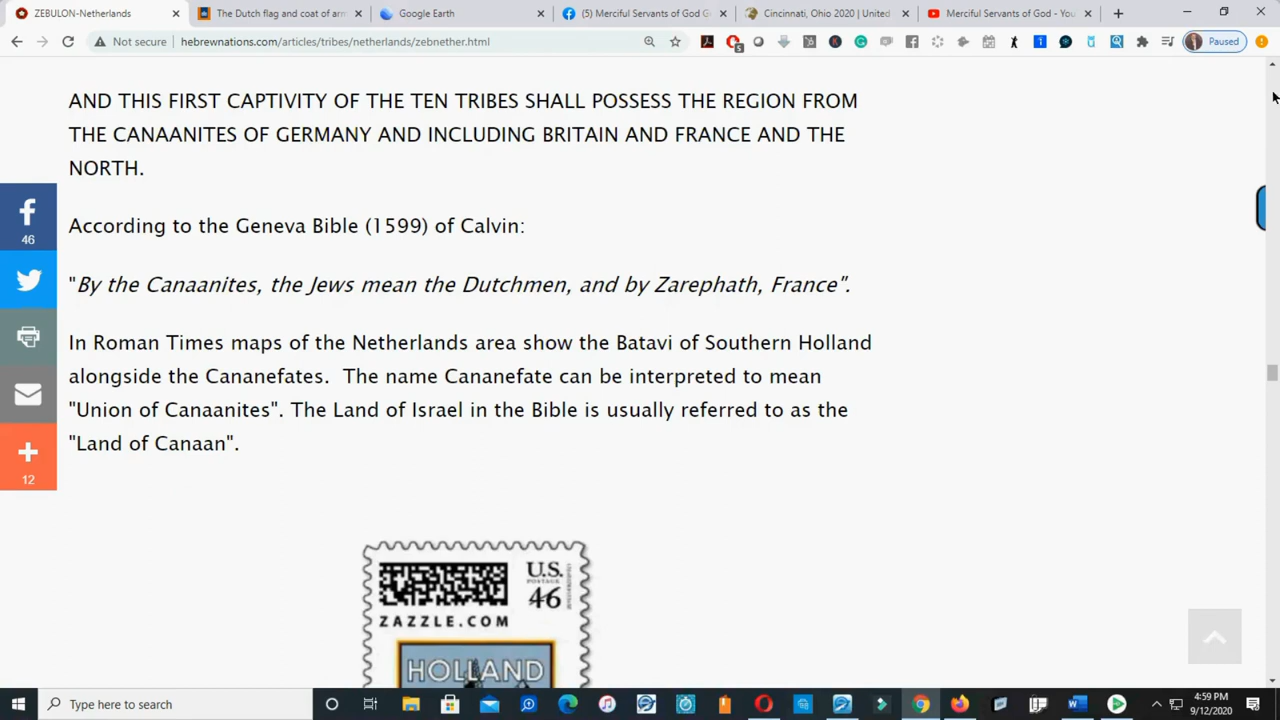 ZEBULON-Netherlands
The Dutch flag and coat of arm
Google Earth
(5) Merciful Servants of God G
Cincinnati, Ohio 2020 | United
Merciful Servants of God - You
Not secure | hebrewnations.com/articles/tribes/netherlands/zebnether.html
Paused
AND THIS FIRST CAPTIVITY OF THE TEN TRIBES SHALL POSSESS THE REGION FROM
THE CANAANITES OF GERMANY AND INCLUDING BRITAIN AND FRANCE AND THE
NORTH.
46
According to the Geneva Bible (1599) of Calvin:
"By the Canaanites, the Jews mean the Dutchmen, and by Zarephath, France".
In Roman Times maps of the Netherlands area show the Batavi of Southern Holland
alongside the Cananefates.  The name Cananefate can be interpreted to mean
"Union of Canaanites". The Land of Israel in the Bible is usually referred to as the
"Land of Canaan".
12
U.S.
POSTAGE
46
ZAZZLE.COM
HOLLAND
Type here to search
4:59 PM
9/12/2020